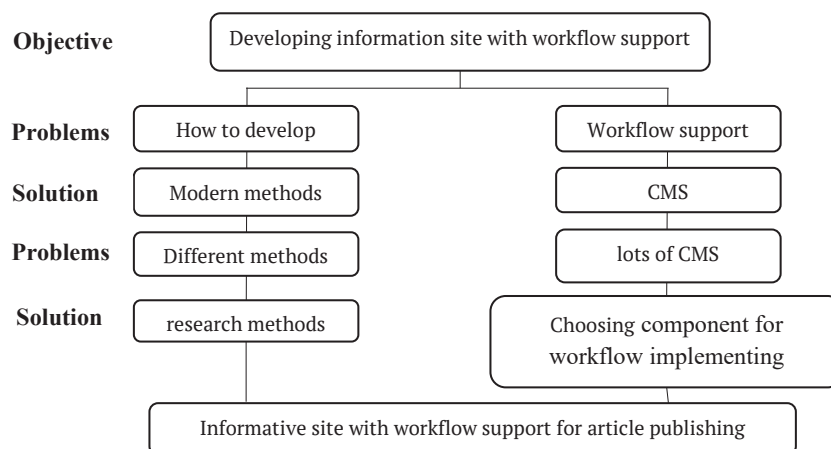 Objective
Developing information site with workflow support
Problems
How to develop
Workflow support
Solution
Modern methods
CMS
Problems
Different methods
lots of CMS
Solution
research methods
Choosing component for
workflow implementing
Informative site with workflow support for article publishing